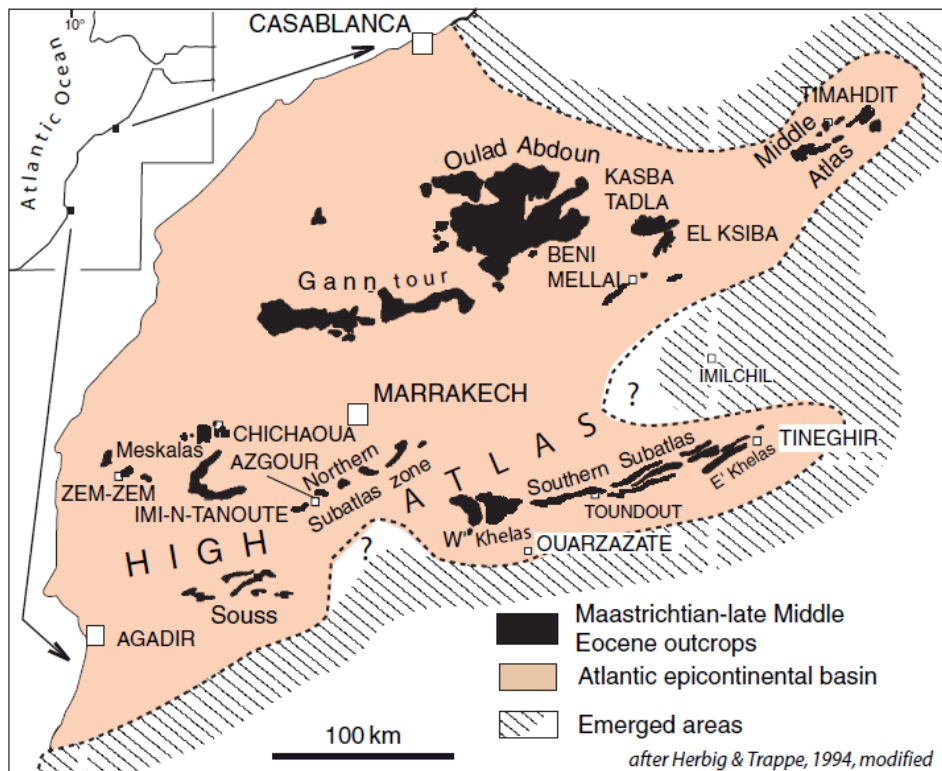 10°
CASABLANCA
Atlantic Ocean
TIMAHDIT
Middle
Atlas
Oulad Abdoun
KASBA
TADLA
EL KSIBA
BENI
MELLAL
Gann tour
IMILCHIL
?
MARRAKECH
CHICHAOUA
Meskalas
AZGOUR
Northern
Subatlas zone
ATLAS
Southern Subatlas
TINEGHIR
E' Khelas
ZEM-ZEM
IMI-N-TANOUTE
TOUNDOUT
W' Khelas
OUARZAZATE
HIGH
?
Souss
AGADIR
Maastrichtian-late Middle
Eocene outcrops
Atlantic epicontinental basin
Emerged areas
100 km
after Herbig & Trappe, 1994, modified